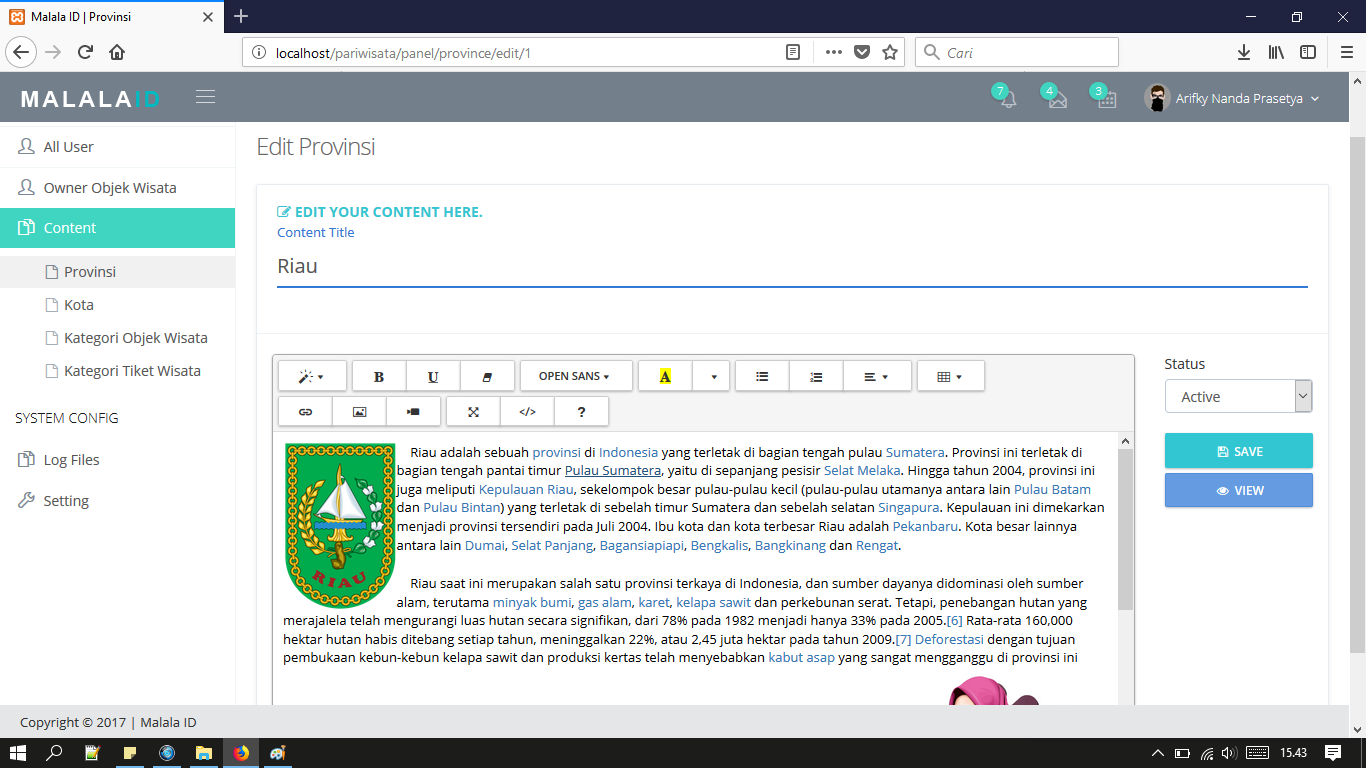 Malala ID | Provinsi
localhost/pariwisata/panel/province/edit/1
Cari
MALALAID
7
4
3
Arifky Nanda Prasetya
All User
Owner Objek Wisata
Content
Provinsi
Kota
Kategori Objek Wisata
Kategori Tiket Wisata
SYSTEM CONFIG
Log Files
Setting
Edit Provinsi
EDIT YOUR CONTENT HERE.
Content Title
Riau
B U OPEN SANS A
</> ?
RIAU
Riau adalah sebuah provinsi di Indonesia yang terletak di bagian tengah pulau Sumatera. Provinsi ini terletak di
bagian tengah pantai timur Pulau Sumatera, yaitu di sepanjang pesisir Selat Melaka. Hingga tahun 2004, provinsi ini
juga meliputi Kepulauan Riau, sekelompok besar pulau-pulau kecil (pulau-pulau utamanya antara lain Pulau Batam
dan Pulau Bintan) yang terletak di sebelah timur Sumatera dan sebelah selatan Singapura. Kepulauan ini dimekarkan
menjadi provinsi tersendiri pada Juli 2004. Ibu kota dan kota terbesar Riau adalah Pekanbaru. Kota besar lainnya
antara lain Dumai, Selat Panjang, Bagansiapiapi, Bengkalis, Bangkinang dan Rengat.
Riau saat ini merupakan salah satu provinsi terkaya di Indonesia, dan sumber dayanya didominasi oleh sumber
alam, terutama minyak bumi, gas alam, karet, kelapa sawit dan perkebunan serat. Tetapi, penebangan hutan yang
merajalela telah mengurangi luas hutan secara signifikan, dari 78% pada 1982 menjadi hanya 33% pada 2005.[6] Rata-rata 160,000
hektar hutan habis ditebang setiap tahun, meninggalkan 22%, atau 2,45 juta hektar pada tahun 2009.[7] Deforestasi dengan tujuan
pembukaan kebun-kebun kelapa sawit dan produksi kertas telah menyebabkan kabut asap yang sangat mengganggu di provinsi ini
Status
Active
SAVE
VIEW
Copyright © 2017 | Malala ID
15.43